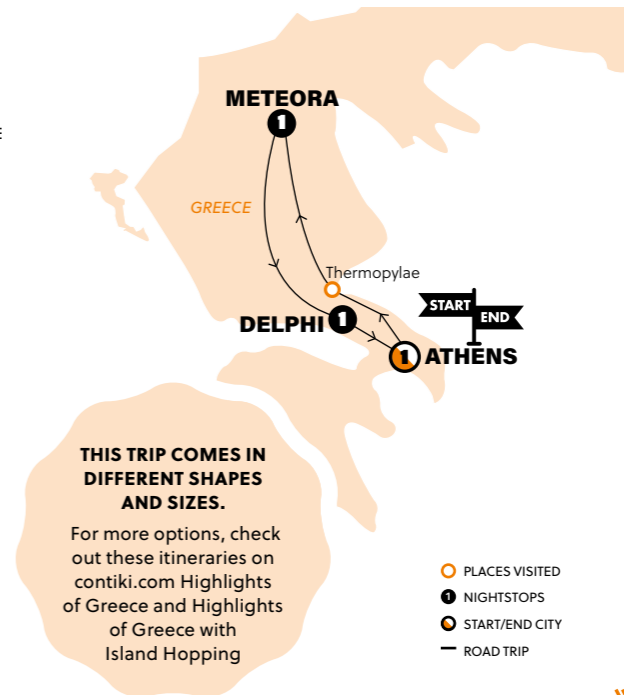 METEORA
1
E
GREECE
Thermopylae
START
END
DELPHI 1
1 ATHENS
THIS TRIP COMES IN
DIFFERENT SHAPES
AND SIZES.
For more options, check
out these itineraries on
contiki.com Highlights
of Greece and Highlights
of Greece with
Island Hopping
PLACES VISITED
1 NIGHTSTOPS
START/END CITY
ROAD TRIP